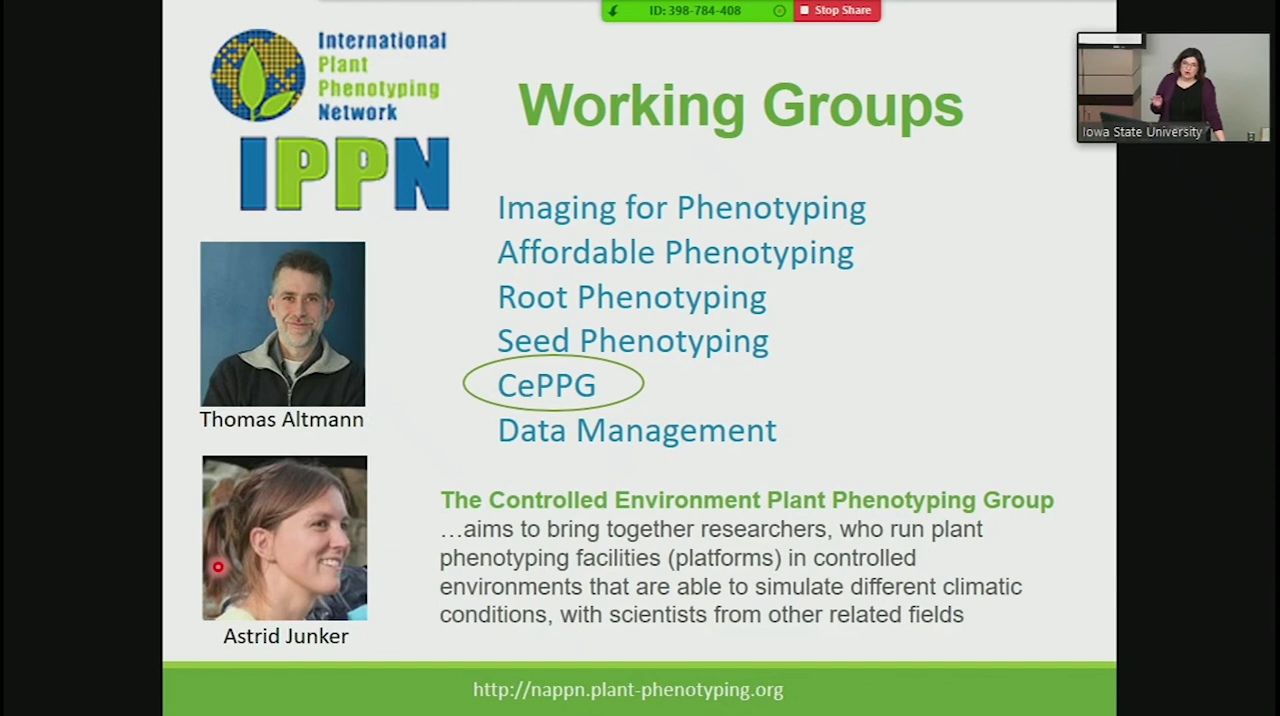 ID: 398-784-408
Stop Share
International
Plant
Phenotyping
Network
IPPN
Working Groups
Iowa State University
Imaging for Phenotyping
Affordable Phenotyping
Root Phenotyping
Seed Phenotyping
CePPG
Data Management
Thomas Altmann
Astrid Junker
The Controlled Environment Plant Phenotyping Group
…aims to bring together researchers, who run plant
phenotyping facilities (platforms) in controlled
environments that are able to simulate different climatic
conditions, with scientists from other related fields
http://nappn.plant-phenotyping.org